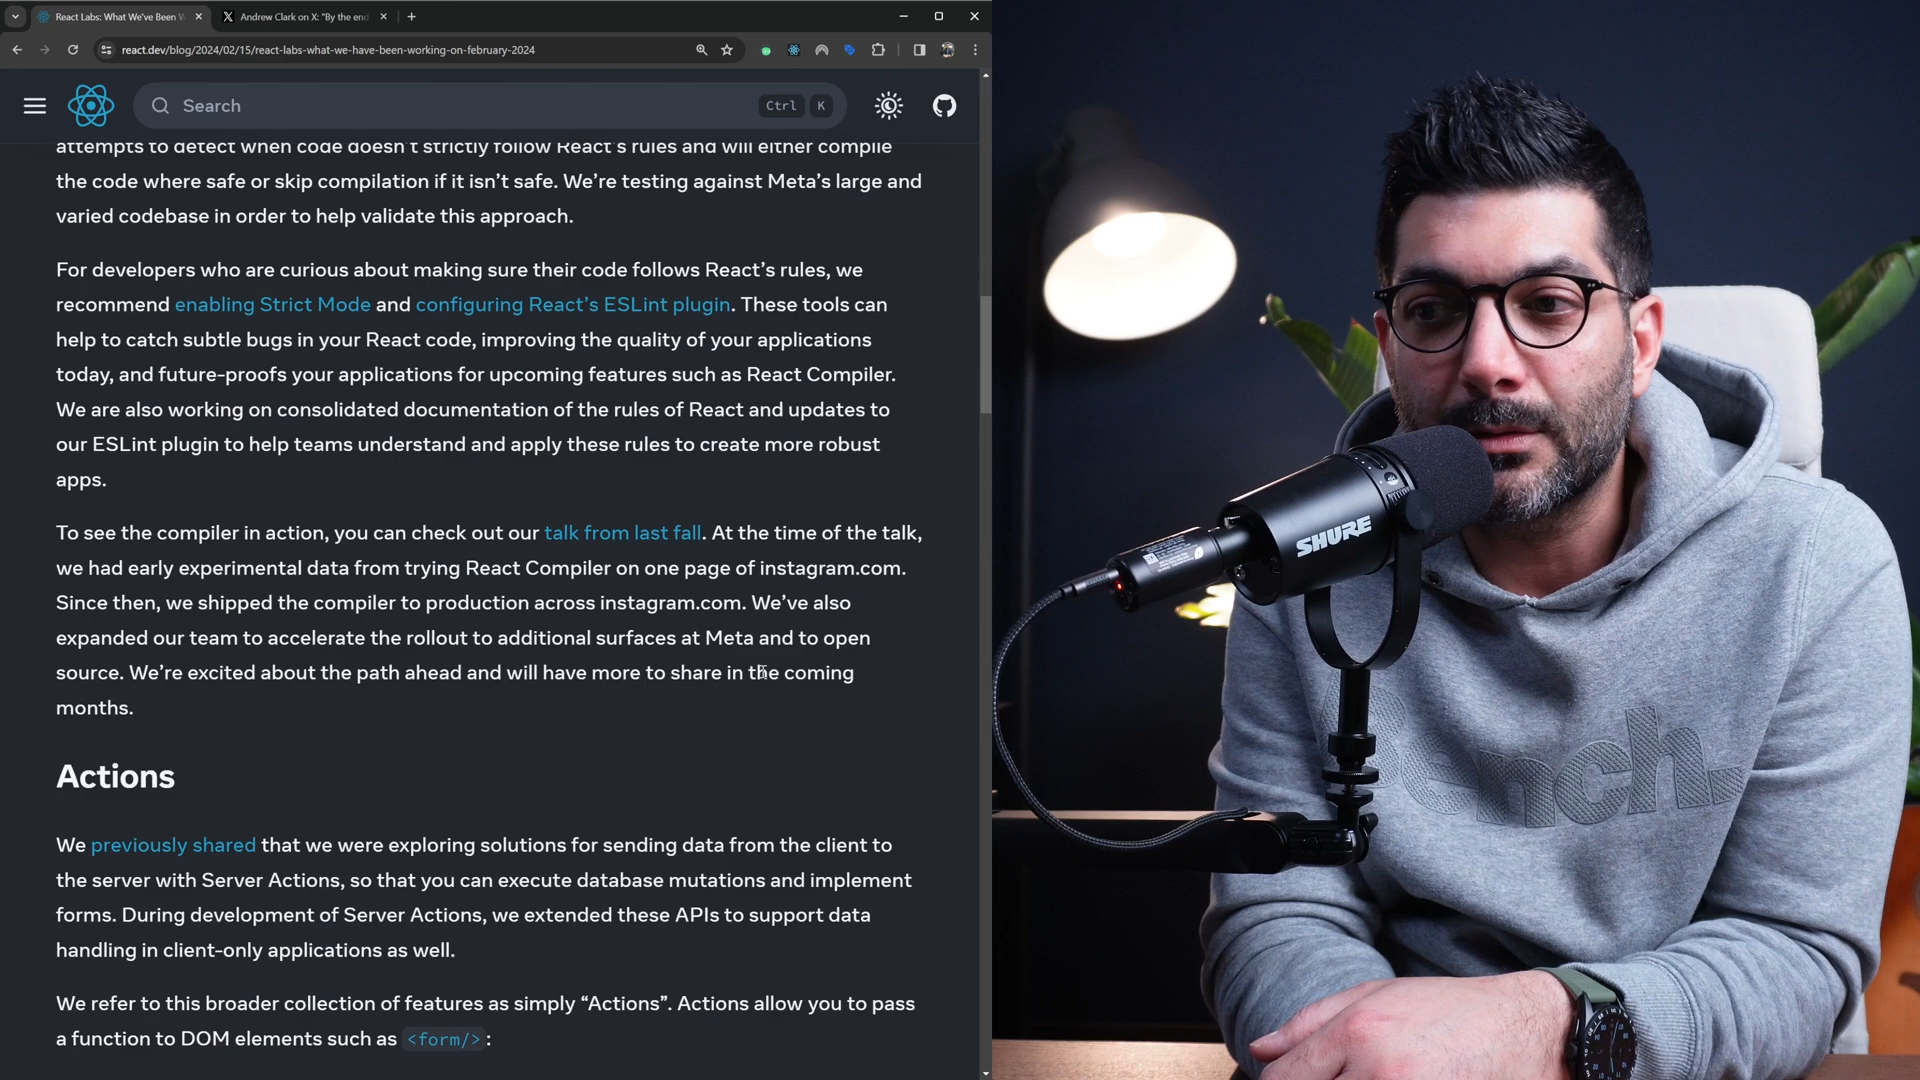 React Labs: What We've Been W
Andrew Clark on X: "By the end
react.dev/blog/2024/02/15/react-labs-what-we-have-been-working-on-february-2024
Search
Ctrl K
attempts to detect when code doesn't strictly follow React's rules and will either compile
the code where safe or skip compilation if it isn't safe. We're testing against Meta's large and
varied codebase in order to help validate this approach.
For developers who are curious about making sure their code follows React's rules, we
recommend enabling Strict Mode and configuring React's ESLint plugin. These tools can
help to catch subtle bugs in your React code, improving the quality of your applications
today, and future-proofs your applications for upcoming features such as React Compiler.
We are also working on consolidated documentation of the rules of React and updates to
our ESLint plugin to help teams understand and apply these rules to create more robust
apps.
To see the compiler in action, you can check out our talk from last fall. At the time of the talk,
we had early experimental data from trying React Compiler on one page of instagram.com.
Since then, we shipped the compiler to production across instagram.com. We've also
expanded our team to accelerate the rollout to additional surfaces at Meta and to open
source. We're excited about the path ahead and will have more to share in the coming
months.
Actions
We previously shared that we were exploring solutions for sending data from the client to
the server with Server Actions, so that you can execute database mutations and implement
forms. During development of Server Actions, we extended these APIs to support data
handling in client-only applications as well.
We refer to this broader collection of features as simply “Actions”. Actions allow you to pass
a function to DOM elements such as <form/>:
SHURE
Bench.